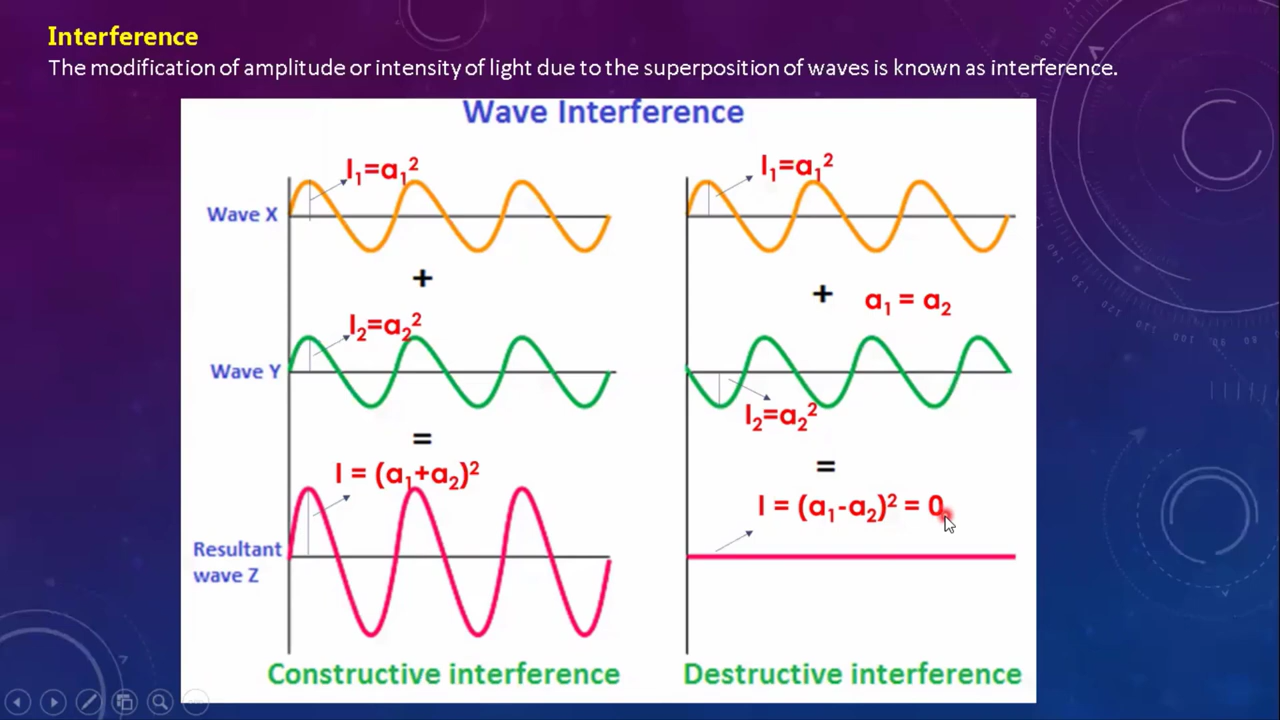 Interference
The modification of amplitude or intensity of light due to the superposition of waves is known as interference.
Wave Interference
I₁=a₁²
Wave X
+
I₂=a₂²
Wave Y
=
I = (a₁+a₂)²
Resultant
wave Z
Constructive interference
I₁=a₁²
+ a₁ = a₂
I₂=a₂²
=
I = (a₁-a₂)² = 0
Destructive interference